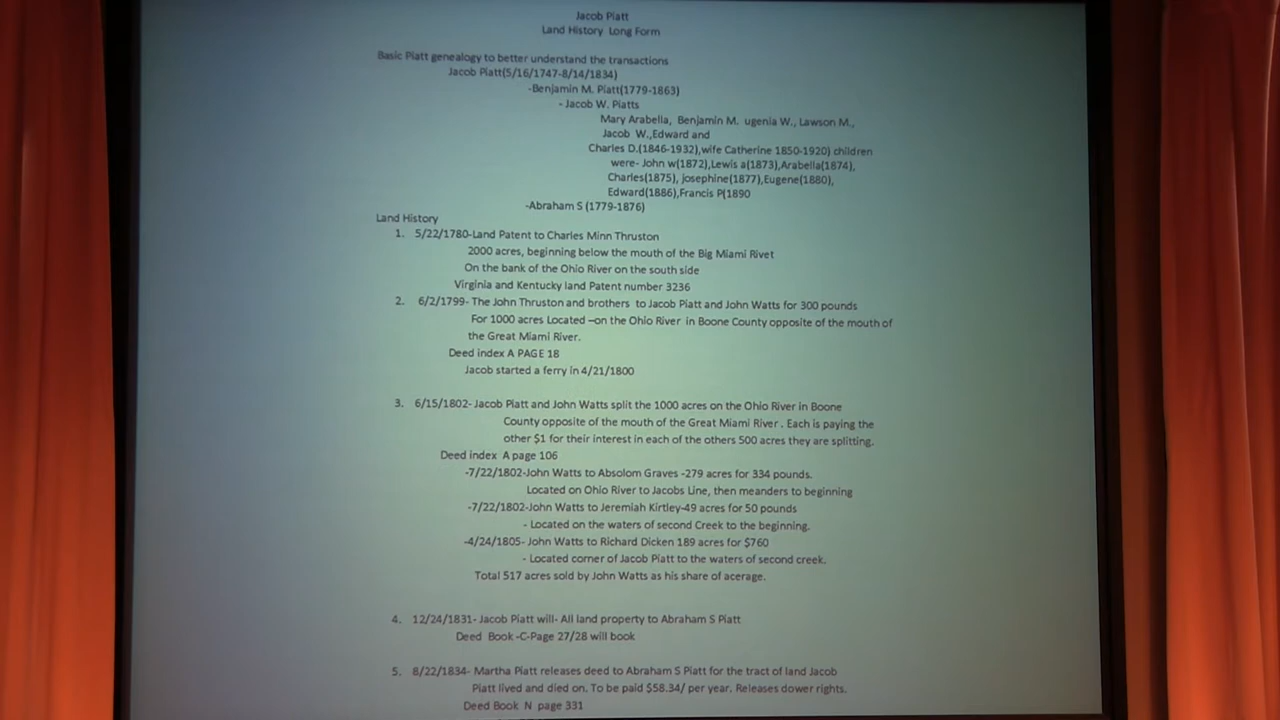 Jacob Piatt
Land History Long Form
Basic Piatt genealogy to better understand the transactions
Jacob Piatt(5/16/1747-8/14/1834)
-Benjamin M. Piatt(1779-1863)
- Jacob W. Piatts
Mary Arabella, Benjamin M. ugenia W., Lawson M.,
Jacob W.,Edward and
Charles D.(1846-1932),wife Catherine 1850-1920) children
were- John w(1872),Lewis a(1873),Arabella(1874),
Charles(1875), josephine(1877),Eugene(1880),
Edward(1886),Francis P(1890
-Abraham S (1779-1876)
Land History
1. 5/22/1780-Land Patent to Charles Minn Thruston
2000 acres, beginning below the mouth of the Big Miami Rivet
On the bank of the Ohio River on the south side
Virginia and Kentucky land Patent number 3236
2. 6/2/1799- The John Thruston and brothers to Jacob Piatt and John Watts for 300 pounds
For 1000 acres Located –on the Ohio River in Boone County opposite of the mouth of
the Great Miami River.
Deed index A PAGE 18
Jacob started a ferry in 4/21/1800
3. 6/15/1802- Jacob Piatt and John Watts split the 1000 acres on the Ohio River in Boone
County opposite of the mouth of the Great Miami River . Each is paying the
other $1 for their interest in each of the others 500 acres they are splitting.
Deed index A page 106
-7/22/1802-John Watts to Absolom Graves -279 acres for 334 pounds.
Located on Ohio River to Jacobs Line, then meanders to beginning
-7/22/1802-John Watts to Jeremiah Kirtley-49 acres for 50 pounds
- Located on the waters of second Creek to the beginning.
-4/24/1805- John Watts to Richard Dicken 189 acres for $760
- Located corner of Jacob Piatt to the waters of second creek.
Total 517 acres sold by John Watts as his share of acerage.
4. 12/24/1831- Jacob Piatt will- All land property to Abraham S Piatt
Deed Book -C-Page 27/28 will book
5. 8/22/1834- Martha Piatt releases deed to Abraham S Piatt for the tract of land Jacob
Piatt lived and died on. To be paid $58.34/ per year. Releases dower rights.
Deed Book N page 331